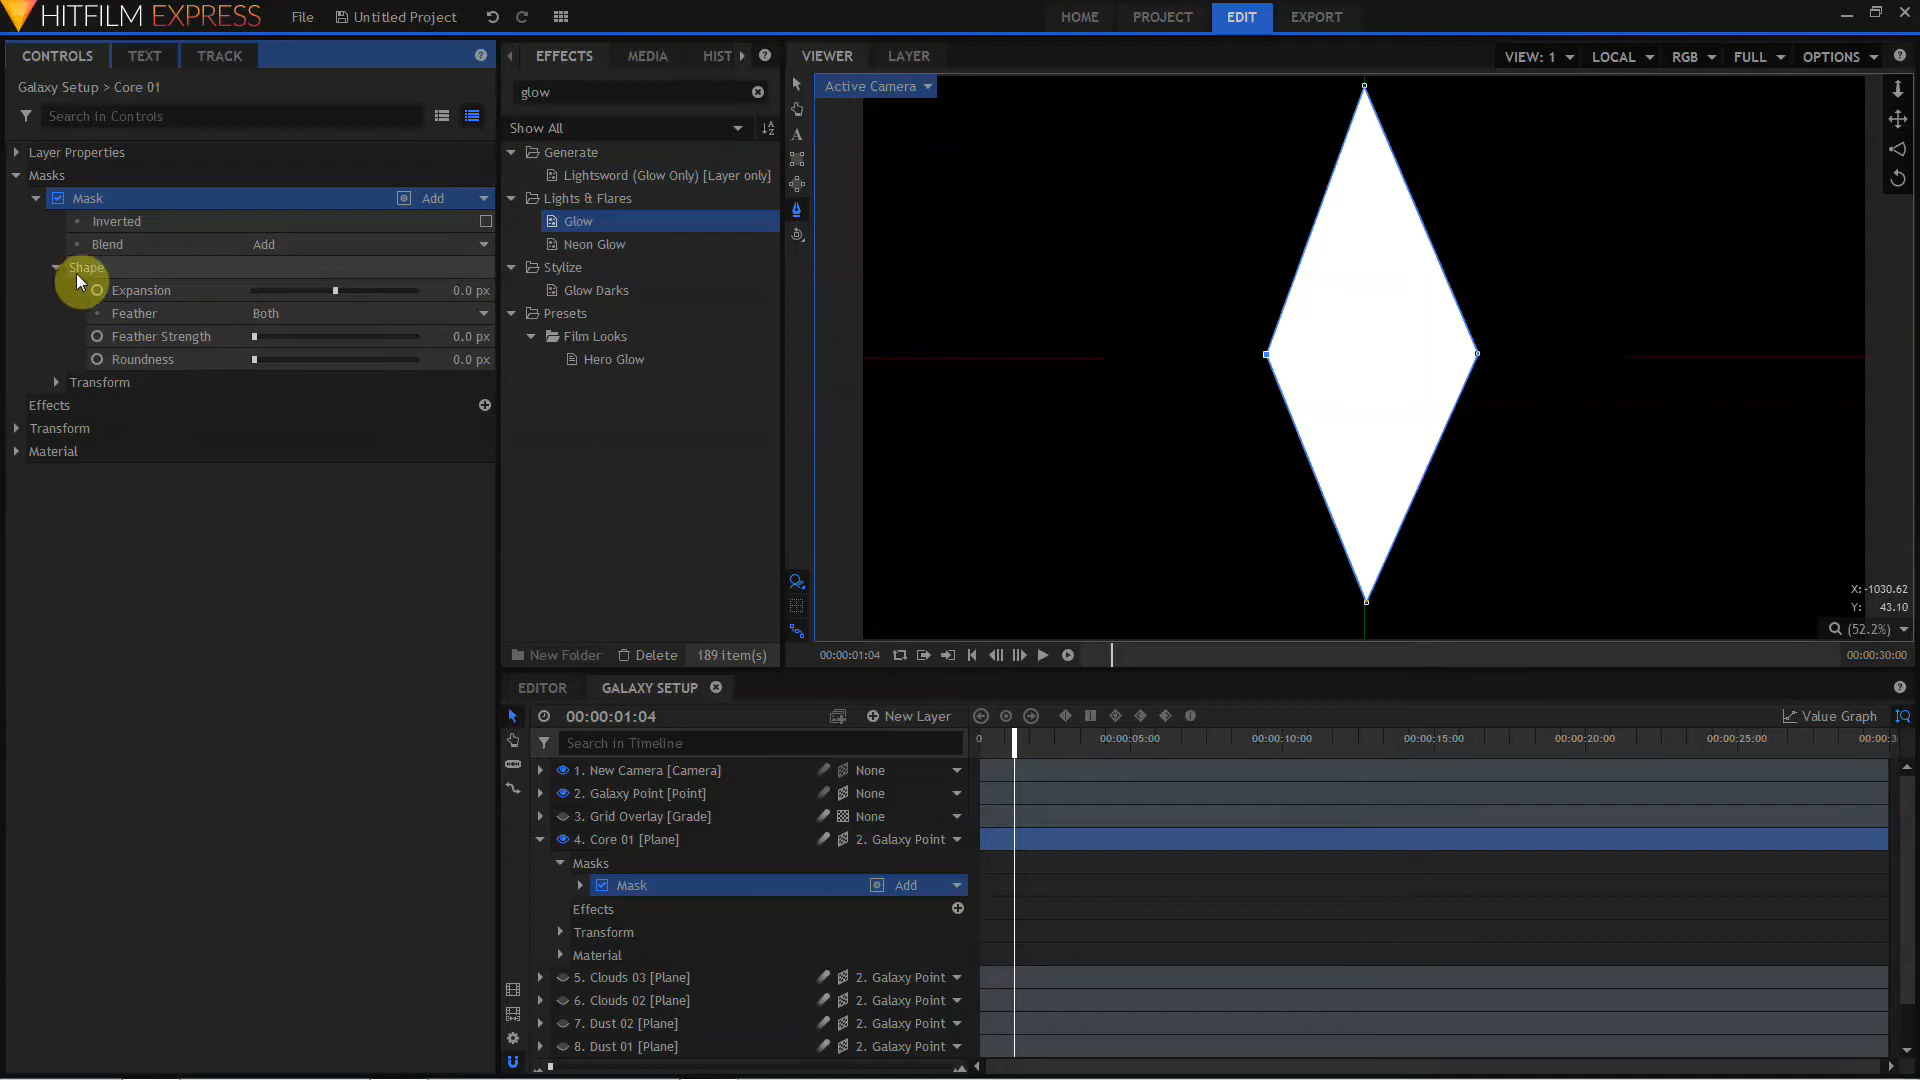 HITFILM EXPRESS
File
Untitled Project
HOME
PROJECT
EDIT
EXPORT
CONTROLS
TEXT
TRACK
Galaxy Setup > Core 01
Search in Controls
Layer Properties
Masks
Mask
Add
Inverted
Blend
Add
Shape
Expansion
0.0 px
Feather
Both
Feather Strength
0.0 px
Roundness
0.0 px
Transform
Effects
Transform
Material
EFFECTS
MEDIA
HIST
glow
Show All
Generate
Lightsword (Glow Only) [Layer only]
Lights & Flares
Glow
Neon Glow
Stylize
Glow Darks
Presets
Film Looks
Hero Glow
New Folder
Delete
189 item(s)
VIEWER
LAYER
VIEW: 1
LOCAL
RGB
FULL
OPTIONS
Active Camera
X: -1030.62
Y: 43.10
(52.2%)
00:00:01:04
00:00:30:00
EDITOR
GALAXY SETUP
00:00:01:04
New Layer
Value Graph
Search in Timeline
0
00:00:05:00
00:00:10:00
00:00:15:00
00:00:20:00
00:00:25:00
1. New Camera [Camera]
None
2. Galaxy Point [Point]
None
3. Grid Overlay [Grade]
None
4. Core 01 [Plane]
2. Galaxy Point
Masks
Mask
Add
Effects
Transform
Material
5. Clouds 03 [Plane]
2. Galaxy Point
6. Clouds 02 [Plane]
2. Galaxy Point
7. Dust 02 [Plane]
2. Galaxy Point
8. Dust 01 [Plane]
2. Galaxy Point